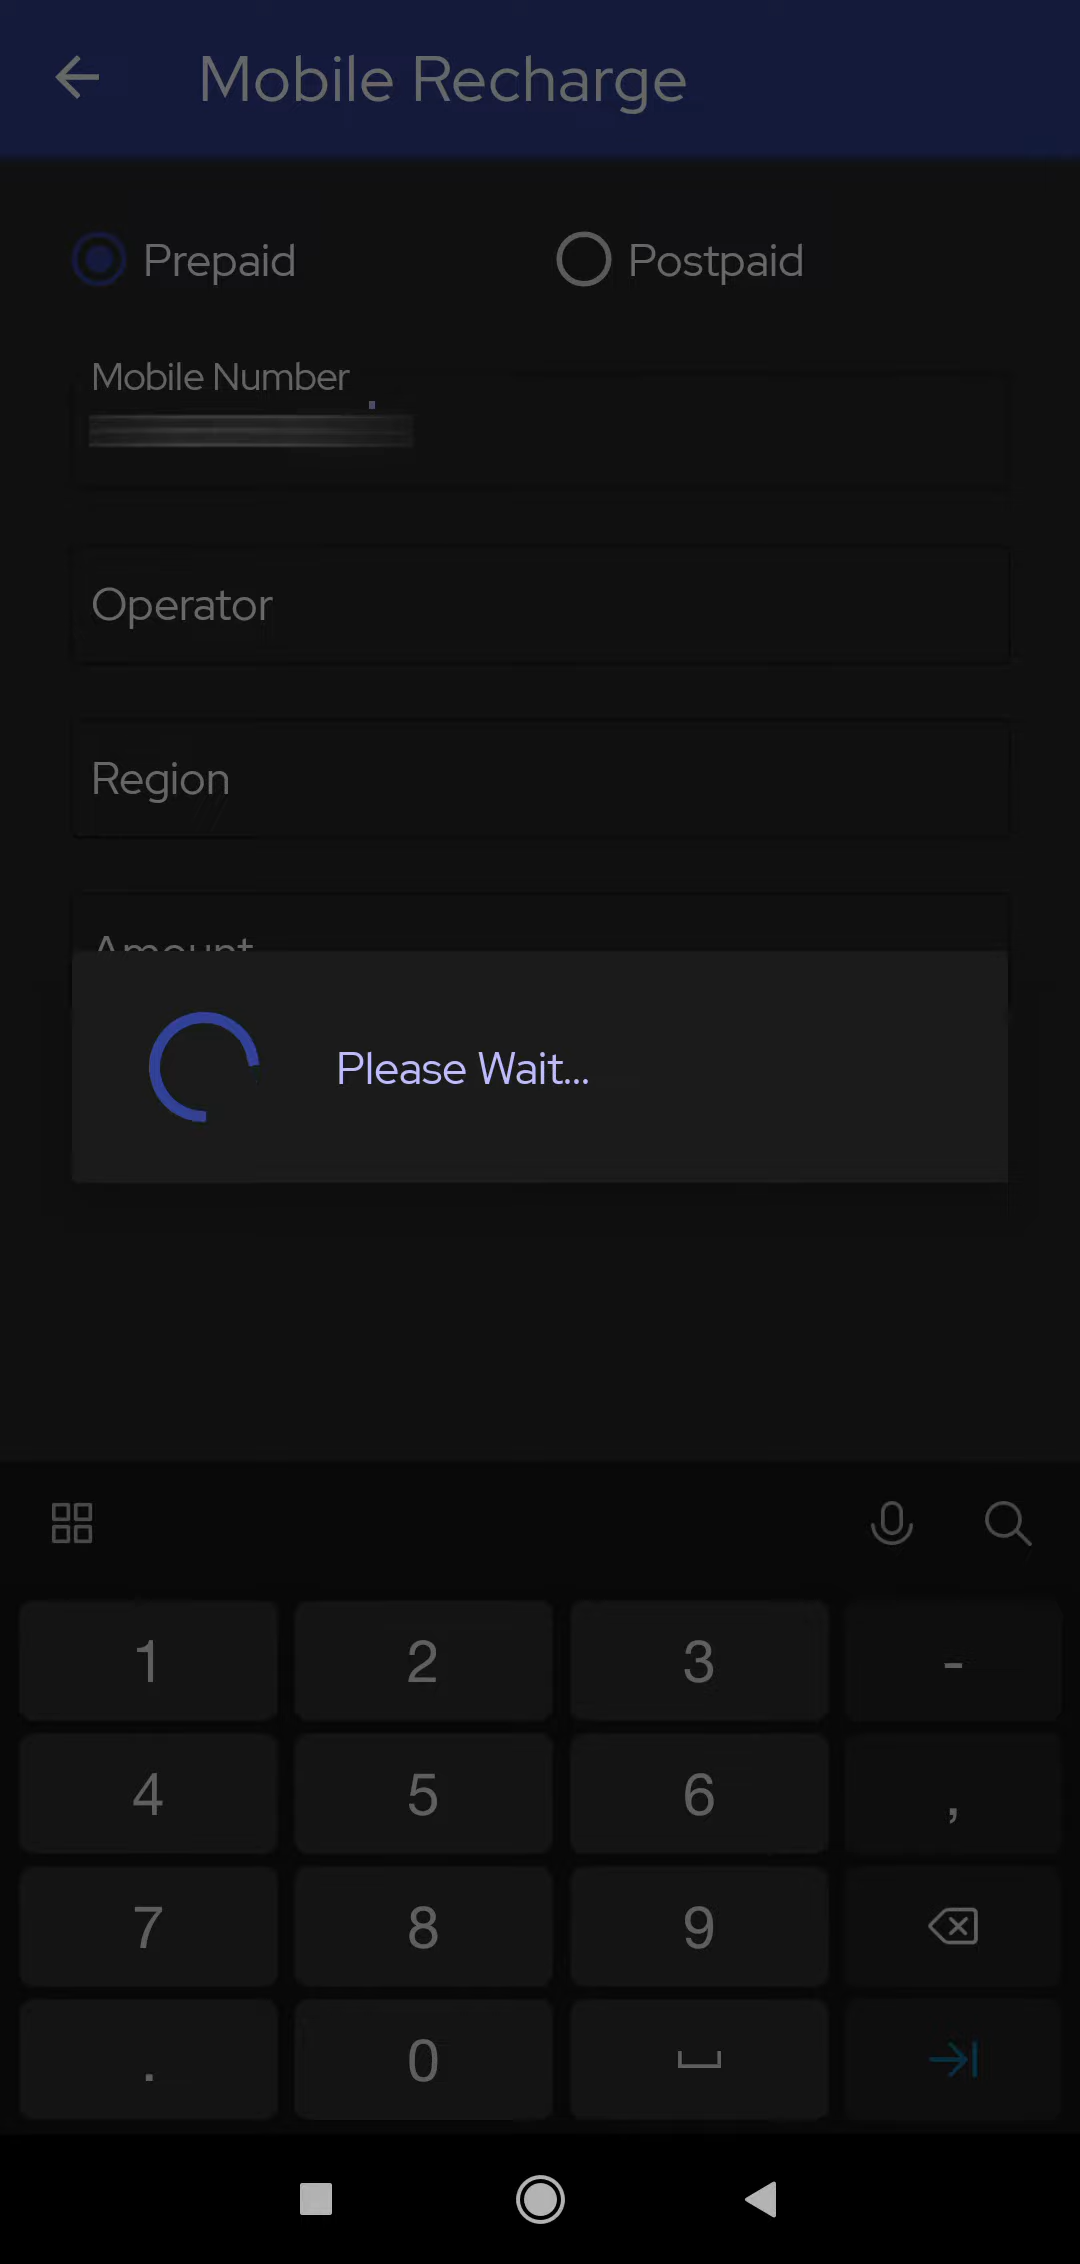 Mobile Recharge
Prepaid
Postpaid
Mobile Number
Operator
Region
Amount
Please Wait...
1 2 3 -
4 5 6 ,
7 8 9
. 0